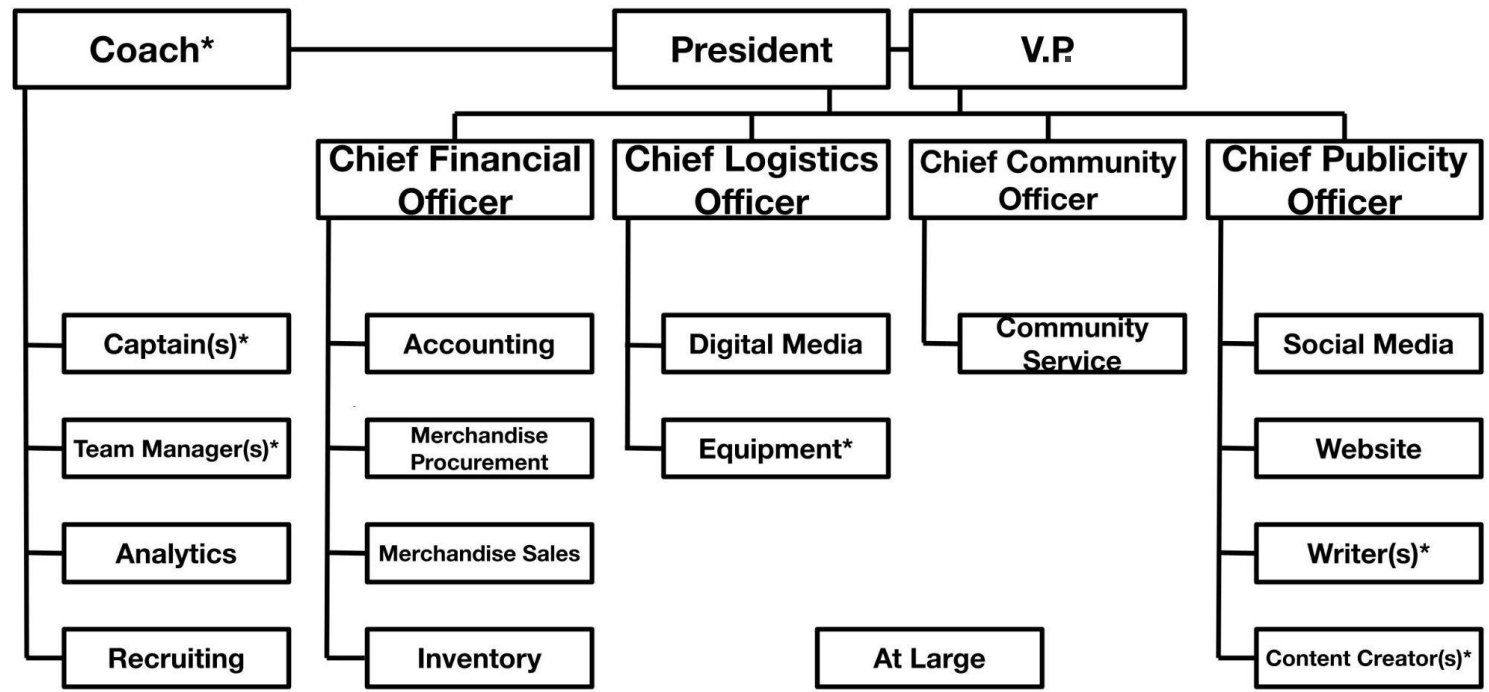 Coach*
President
V.P.
Chief Financial
Officer
Chief Logistics
Officer
Chief Community
Officer
Chief Publicity
Officer
Captain(s)*
Accounting
Digital Media
Community
Service
Social Media
Team Manager(s)*
Merchandise
Procurement
Equipment*
Website
Analytics
Merchandise Sales
Writer(s)*
Recruiting
Inventory
At Large
Content Creator(s)*